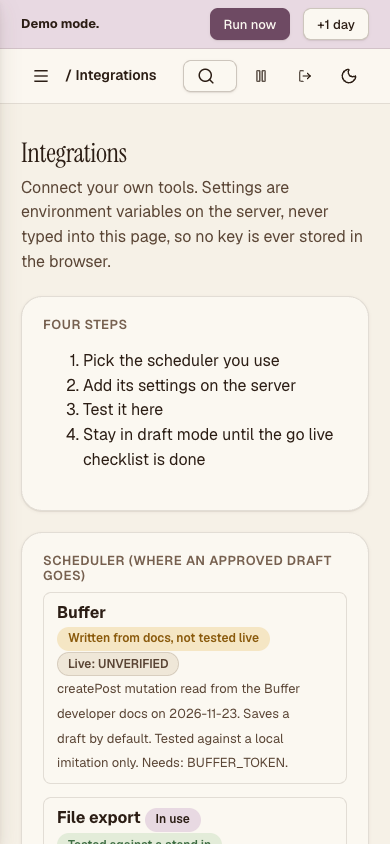 Demo mode.
Run now
+1 day
/ Integrations
Integrations
Connect your own tools. Settings are
environment variables on the server, never
typed into this page, so no key is ever stored in
the browser.
FOUR STEPS
1. Pick the scheduler you use
2. Add its settings on the server
3. Test it here
4. Stay in draft mode until the go live
checklist is done
SCHEDULER (WHERE AN APPROVED DRAFT
GOES)
Buffer
Written from docs, not tested live
Live: UNVERIFIED
createPost mutation read from the Buffer
developer docs on 2026-11-23. Saves a
draft by default. Tested against a local
imitation only. Needs: BUFFER_TOKEN.
File export In use
Tested against a stand in